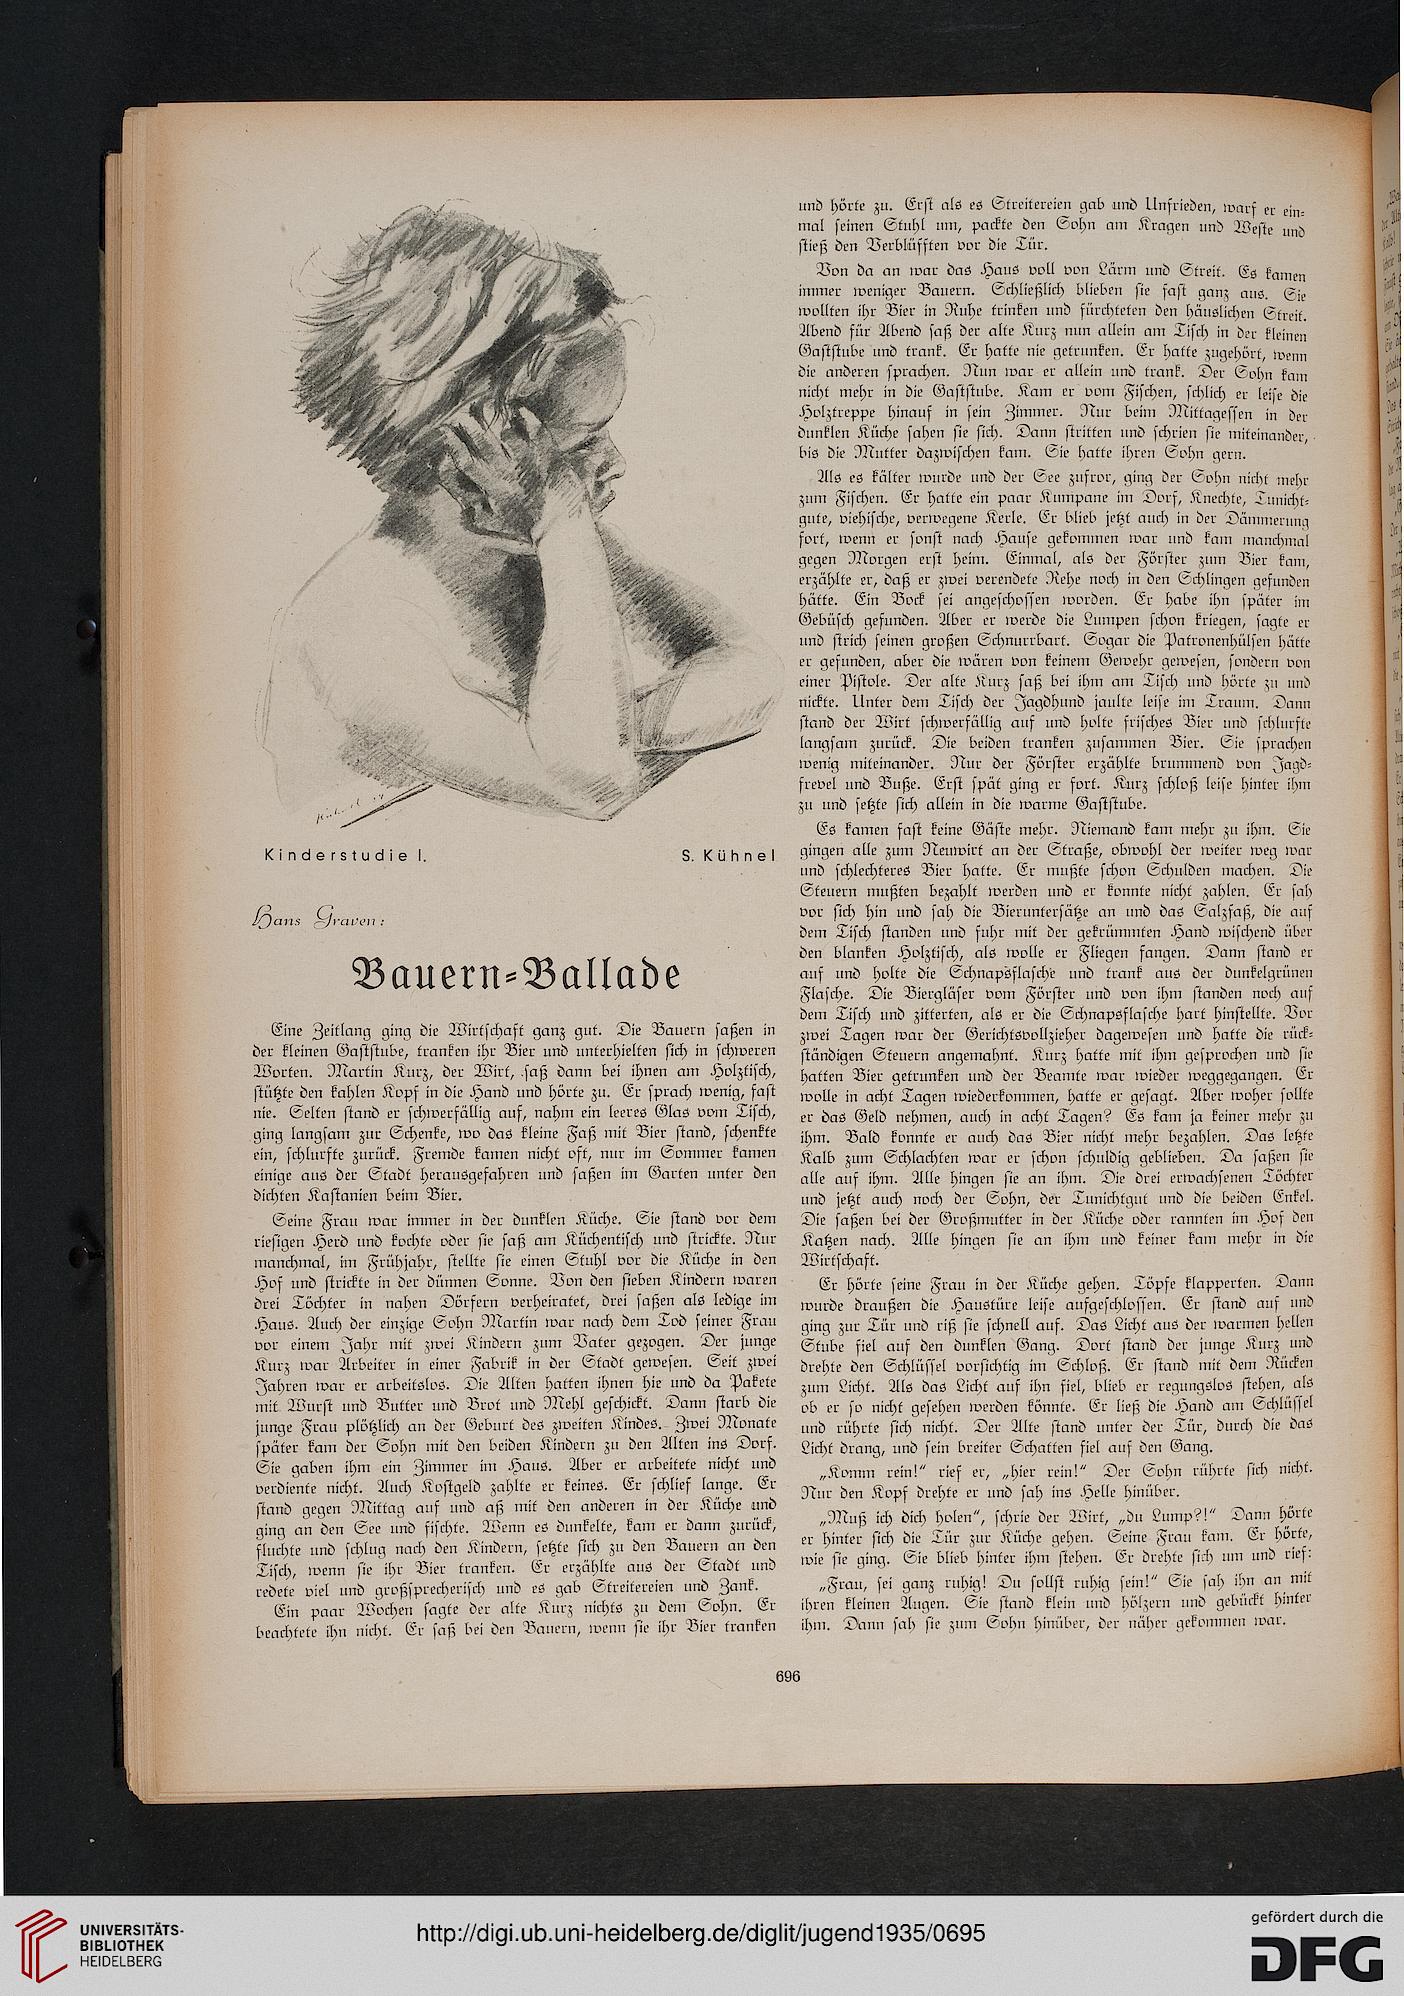 Kinderstudie I.
S. Kühnel
Hans Graven:
Bauern-Ballade
Eine Zeitlang ging die Wirtschaft ganz gut. Die Bauern saßen in
der kleinen Gaststube, tranken ihr Bier und unterhielten sich in schweren
Worten. Martin Kurz, der Wirt, saß dann bei ihnen am Holztisch,
stützte den kahlen Kopf in die Hand und hörte zu. Er sprach wenig, fast
nie. Selten stand er schwerfällig auf, nahm ein leeres Glas vom Tisch,
ging langsam zur Schenke, wo das kleine Faß mit Bier stand, schenkte
ein, schlurfte zurück. Fremde kamen nicht oft, nur im Sommer kamen
einige aus der Stadt herausgefahren und saßen im Garten unter den
dichten Kastanien beim Bier.
Seine Frau war immer in der dunklen Küche. Sie stand vor dem
riesigen Herd und kochte oder sie saß am Küchentisch und strickte. Nur
manchmal, im Frühjahr, stellte sie einen Stuhl vor die Küche in den
Hof und strickte in der dünnen Sonne. Von den sieben Kindern waren
drei Töchter in nahen Dörfern verheiratet, drei saßen als ledige im
Haus. Auch der einzige Sohn Martin war nach dem Tod seiner Frau
vor einem Jahr mit zwei Kindern zum Vater gezogen. Der junge
Kurz war Arbeiter in einer Fabrik in der Stadt gewesen. Seit zwei
Jahren war er arbeitslos. Die Alten hatten ihnen hie und da Pakete
mit Wurst und Butter und Brot und Mehl geschickt. Dann starb die
junge Frau plötzlich an der Geburt des zweiten Kindes. Zwei Monate
später kam der Sohn mit den beiden Kindern zu den Alten ins Dorf.
Sie gaben ihm ein Zimmer im Haus. Aber er arbeitete nicht und
verdiente nicht. Auch Kostgeld zahlte er keines. Er schlief lange. Er
stand gegen Mittag auf und aß mit den anderen in der Küche und
ging an den See und fischte. Wenn es dunkelte, kam er dann zurück,
fluchte und schlug nach den Kindern, setzte sich zu den Bauern an den
Tisch, wenn sie ihr Bier tranken. Er erzählte aus der Stadt und
redete viel und großsprecherisch und es gab Streitereien und Zank.
Ein paar Wochen sagte der alte Kurz nichts zu dem Sohn. Er
beachtete ihn nicht. Er saß bei den Bauern, wenn sie ihr Bier tranken
und hörte zu. Erst als es Streitereien gab und Unfrieden, warf er ein-
mal seinen Stuhl um, packte den Sohn am Kragen und Weste und
stieß den Verblüfften vor die Tür.
Von da an war das Haus voll von Lärm und Streit. Es kamen
immer weniger Bauern. Schließlich blieben sie fast ganz aus. Sie
wollten ihr Bier in Ruhe trinken und fürchteten den häuslichen Streit.
Abend für Abend saß der alte Kurz nun allein am Tisch in der kleinen
Gaststube und trank. Er hatte nie getrunken. Er hatte zugehört, wenn
die anderen sprachen. Nun war er allein und trank. Der Sohn kam
nicht mehr in die Gaststube. Kam er vom Fischen, schlich er leise die
Holztreppe hinauf in sein Zimmer. Nur beim Mittagessen in der
dunklen Küche sahen sie sich. Dann stritten und schrien sie miteinander,
bis die Mutter dazwischen kam. Sie hatte ihren Sohn gern.
Als es kälter wurde und der See zufror, ging der Sohn nicht mehr
zum Fischen. Er hatte ein paar Kumpane im Dorf, Knechte, Tunicht-
gute, viehische, verwegene Kerle. Er blieb jetzt auch in der Dämmerung
fort, wenn er sonst nach Hause gekommen war und kam manchmal
gegen Morgen erst heim. Einmal, als der Förster zum Bier kam,
erzählte er, daß er zwei verendete Rehe noch in den Schlingen gefunden
hätte. Ein Bock sei angeschossen worden. Er habe ihn später im
Gebüsch gefunden. Aber er werde die Lumpen schon kriegen, sagte er
und strich seinen großen Schnurrbart. Sogar die Patronenhülsen hätte
er gefunden, aber die wären von keinem Gewehr gewesen, sondern von
einer Pistole. Der alte Kurz saß bei ihm am Tisch und hörte zu und
nickte. Unter dem Tisch der Jagdhund jaulte leise im Traum. Dann
stand der Wirt schwerfällig auf und holte frisches Bier und schlurfte
langsam zurück. Die beiden tranken zusammen Bier. Sie sprachen
wenig miteinander. Nur der Förster erzählte brummend von Jagd-
frevel und Buße. Erst spät ging er fort. Kurz schloß leise hinter ihm
zu und setzte sich allein in die warme Gaststube.
Es kamen fast keine Gäste mehr. Niemand kam mehr zu ihm. Sie
gingen alle zum Neuwirt an der Straße, obwohl der weiter weg war
und schlechteres Bier hatte. Er mußte schon Schulden machen. Die
Steuern mußten bezahlt werden und er konnte nicht zahlen. Er sah
vor sich hin und sah die Bieruntersätze an und das Salzfaß, die auf
dem Tisch standen und fuhr mit der gekrümmten Hand wischend über
den blanken Holztisch, als wolle er Fliegen fangen. Dann stand er
auf und holte die Schnapsflasche und trank aus der dunkelgrünen
Flasche. Die Biergläser vom Förster und von ihm standen noch auf
dem Tisch und zitterten, als er die Schnapsflasche hart hinstellte. Vor
zwei Tagen war der Gerichtsvollzieher dagewesen und hatte die rück-
ständigen Steuern angemahnt. Kurz hatte mit ihm gesprochen und sie
hatten Bier getrunken und der Beamte war wieder weggegangen. Er
wolle in acht Tagen wiederkommen, hatte er gesagt. Aber woher sollte
er das Geld nehmen, auch in acht Tagen? Es kam ja keiner mehr zu
ihm. Bald konnte er auch das Bier nicht mehr bezahlen. Das letzte
Kalb zum Schlachten war er schon schuldig geblieben. Da saßen sie
alle auf ihm. Alle hingen sie an ihm. Die drei erwachsenen Töchter
und jetzt auch noch der Sohn, der Tunichtgut und die beiden Enkel.
Die saßen bei der Großmutter in der Küche oder rannten im Hof den
Katzen nach. Alle hingen sie an ihm und keiner kam mehr in die
Wirtschaft.
Er hörte seine Frau in der Küche gehen. Töpfe klapperten. Dann
wurde draußen die Haustüre leise aufgeschlossen. Er stand auf und
ging zur Tür und riß sie schnell auf. Das Licht aus der warmen hellen
Stube fiel auf den dunklen Gang. Dort stand der junge Kurz und
drehte den Schlüssel vorsichtig im Schloß. Er stand mit dem Rücken
zum Licht. Als das Licht auf ihn fiel, blieb er regungslos stehen, als
ob er so nicht gesehen werden könnte. Er ließ die Hand am Schlüssel
und rührte sich nicht. Der Alte stand unter der Tür, durch die das
Licht drang, und sein breiter Schatten fiel auf den Gang.
„Komm rein!“ rief er, „hier rein!“ Der Sohn rührte sich nicht.
Nur den Kopf drehte er und sah ins Helle hinüber.
„Muß ich dich holen“, schrie der Wirt, „du Lump?!“ Dann hörte
er hinter sich die Tür zur Küche gehen. Seine Frau kam. Er hörte,
wie sie ging. Sie blieb hinter ihm stehen. Er drehte sich um und rief:
„Frau, sei ganz ruhig! Du sollst ruhig sein!“ Sie sah ihn an mit
ihren kleinen Augen. Sie stand klein und hölzern und gebückt hinter
ihm. Dann sah sie zum Sohn hinüber, der näher gekommen war.
696
UNIVERSITÄTS-
BIBLIOTHEK
HEIDELBERG
http://digi.ub.uni-heidelberg.de/diglit/jugend1935/0695
gefördert durch die
DFG